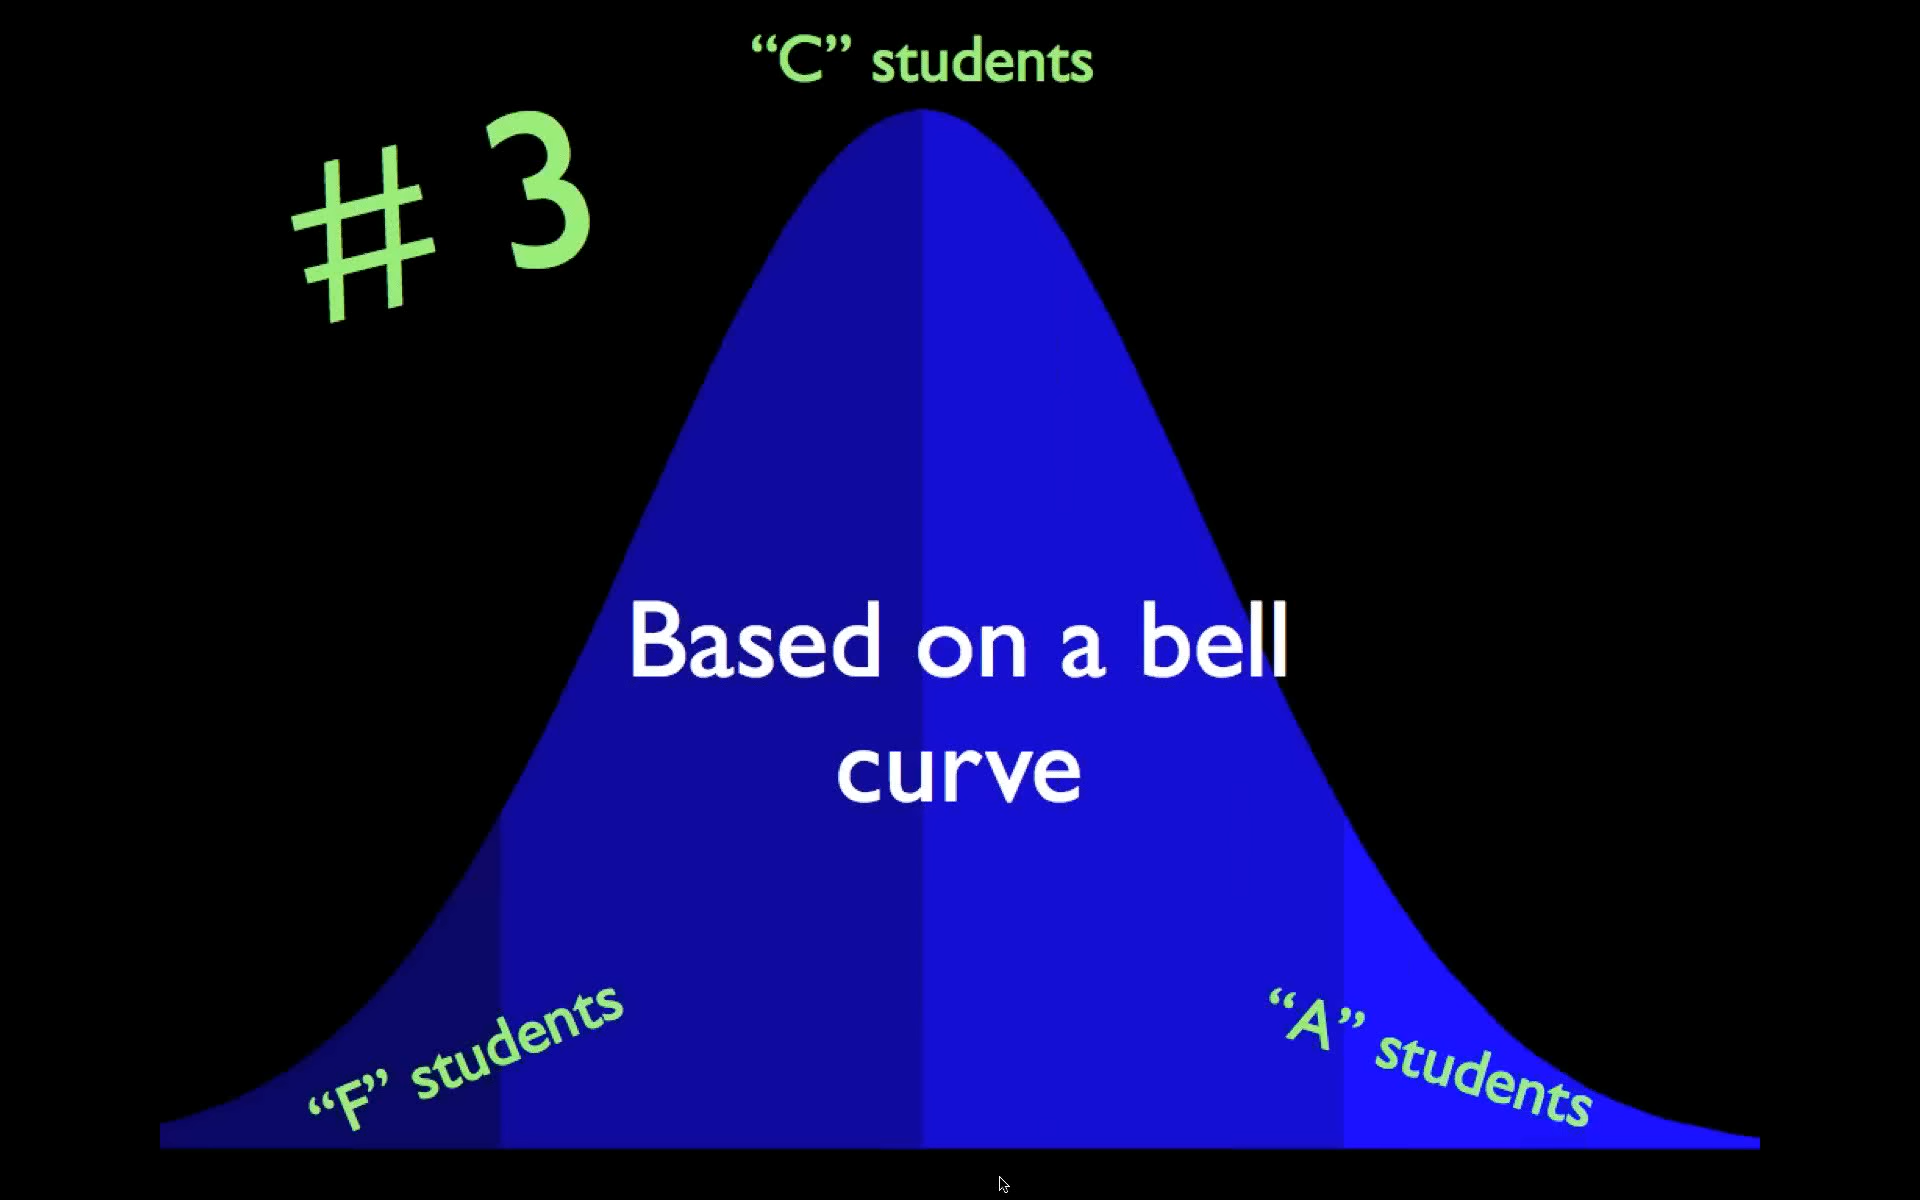 “C” students
# 3
Based on a bell
curve
“F” students
“A” students